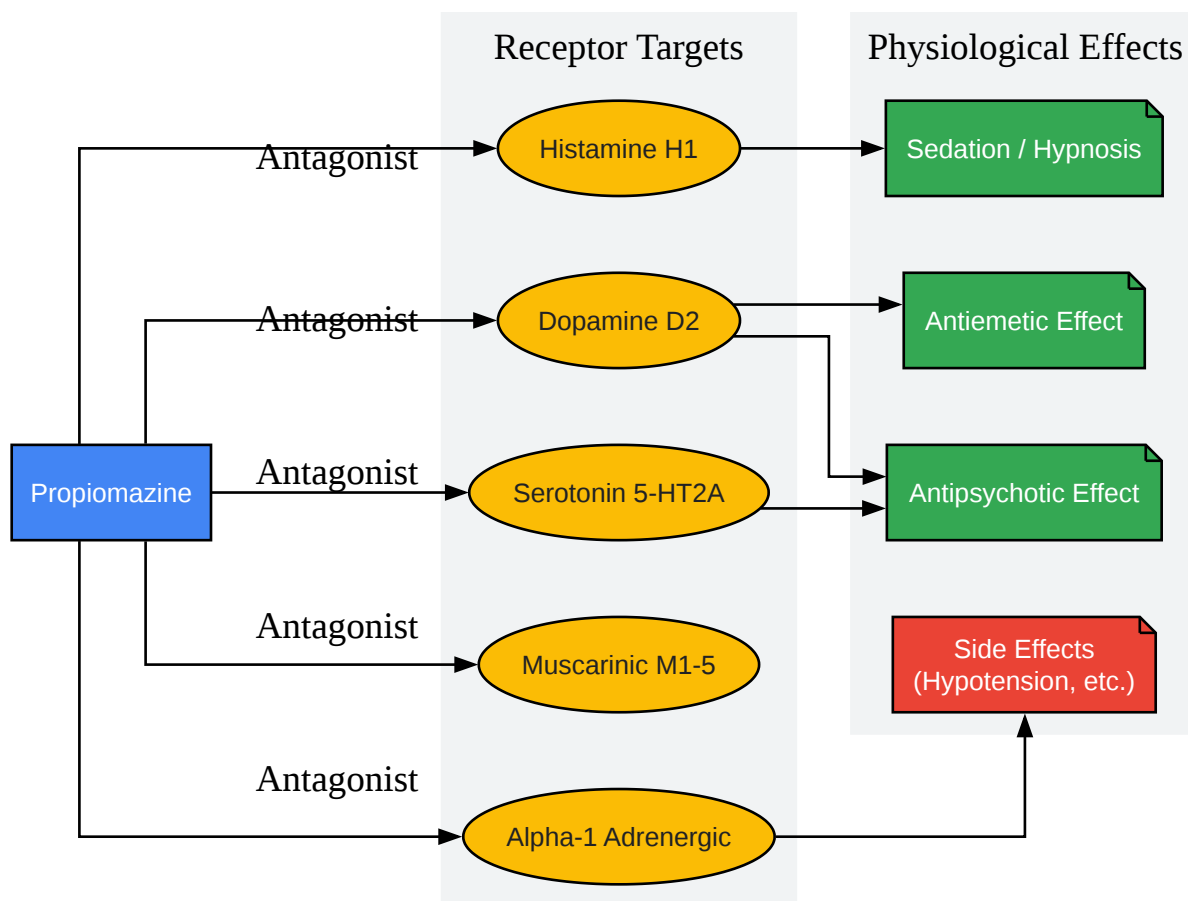 Receptor Targets
Physiological Effects
Antagonist
Histamine H1
Sedation / Hypnosis
Antagonist
Dopamine D2
Antiemetic Effect
Propiomazine
Antagonist
Serotonin 5-HT2A
Antipsychotic Effect
Antagonist
Muscarinic M1-5
Side Effects
(Hypotension, etc.)
Antagonist
Alpha-1 Adrenergic